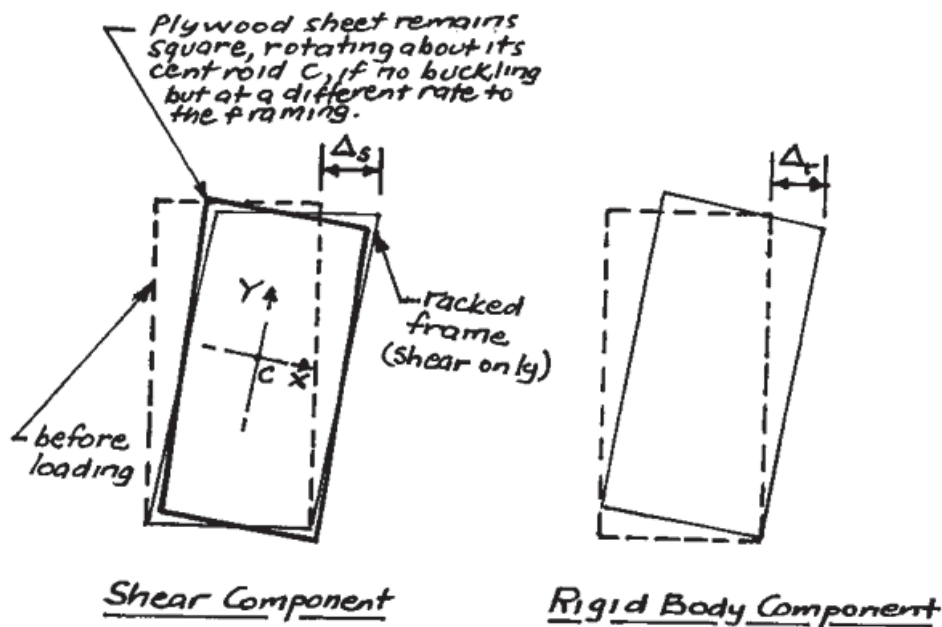 Plywood sheet remains
square, rotating about its
centroid C, if no buckling
but at a different rate to
the framing.
Δs
Δr
Y
C X
racked
frame
(shear only)
before
loading
Shear Component
Rigid Body Component